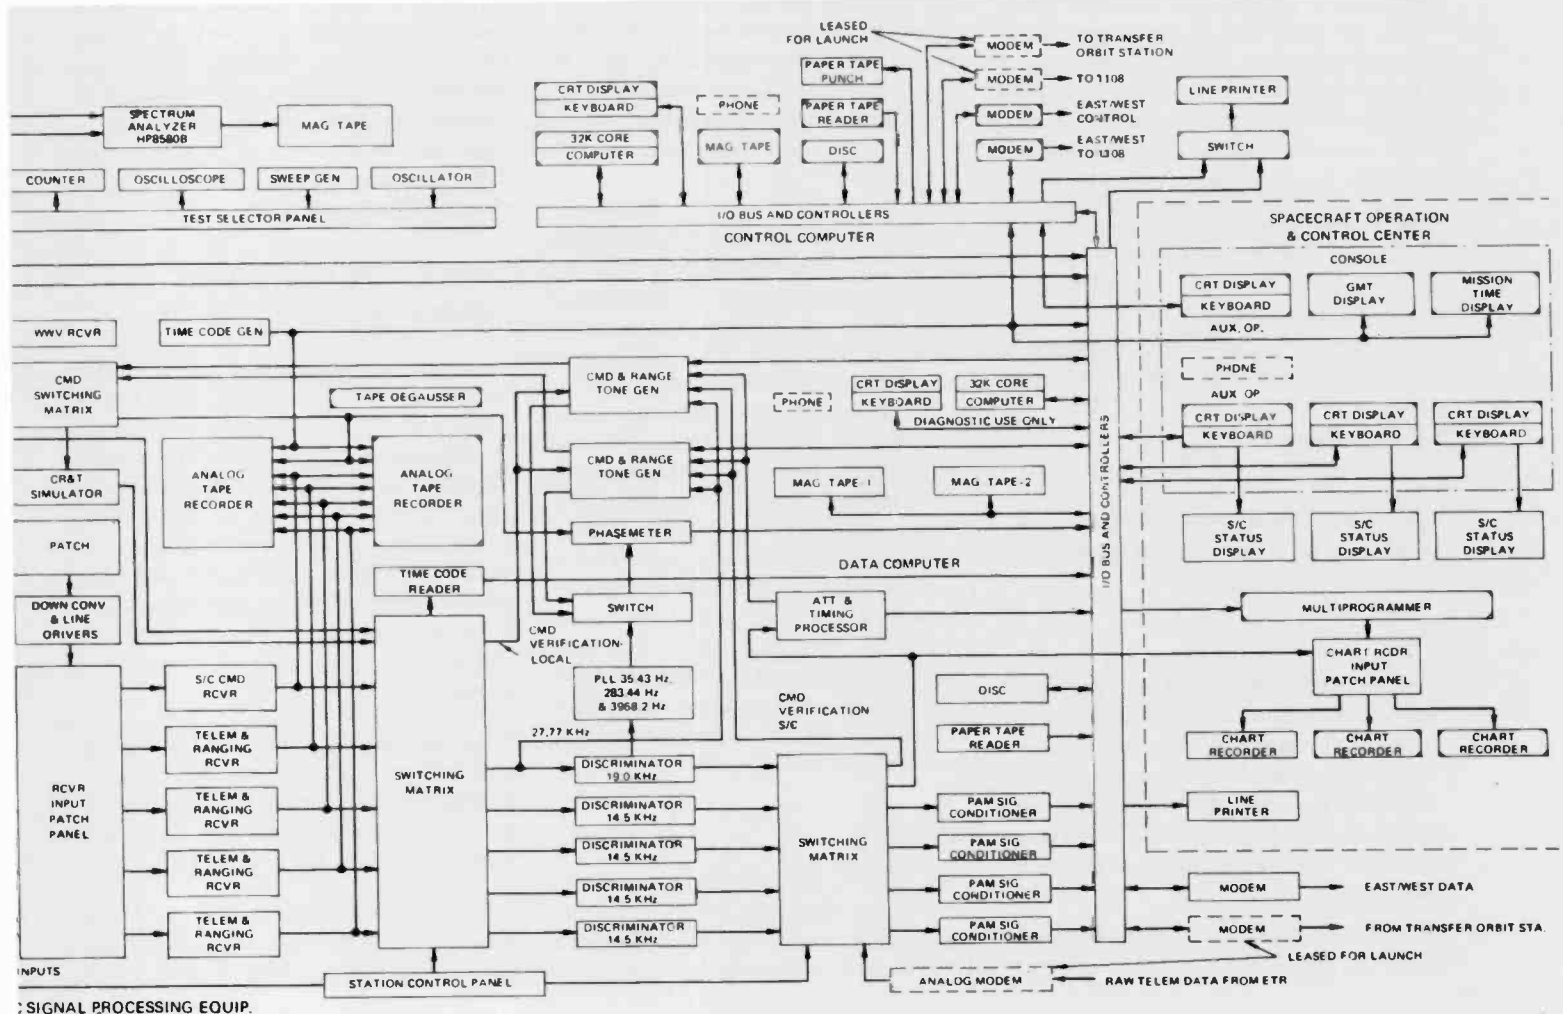 LEASED
FOR LAUNCH
MODEM
TO TRANSFER
ORBIT STATION
PAPER TAPE
PUNCH
MODEM
TO 1108
CRT DISPLAY
KEYBOARD
PHONE
PAPER TAPE
READER
MODEM
EAST/WEST
CONTROL
LINE PRINTER
SPECTRUM
ANALYZER
HP8580B
MAG TAPE
32K CORE
COMPUTER
MAG TAPE
DISC
MODEM
EAST/WEST
TO 1308
SWITCH
COUNTER
OSCILLOSCOPE
SWEEP GEN
OSCILLATOR
TEST SELECTOR PANEL
I/O BUS AND CONTROLLERS
CONTROL COMPUTER
SPACECRAFT OPERATION
& CONTROL CENTER
CONSOLE
CRT DISPLAY
KEYBOARD
GMT
DISPLAY
MISSION
TIME
DISPLAY
AUX. OP.
WWV RCVR
TIME CODE GEN
CMD
SWITCHING
MATRIX
TAPE DEGAUSSER
CMD & RANGE
TONE GEN
PHONE
CRT DISPLAY
KEYBOARD
32K CORE
COMPUTER
DIAGNOSTIC USE ONLY
PHONE
AUX OP
CRT DISPLAY
KEYBOARD
CRT DISPLAY
KEYBOARD
CRT DISPLAY
KEYBOARD
I/O BUS AND CONTROLLERS
CR&T
SIMULATOR
ANALOG
TAPE
RECORDER
ANALOG
TAPE
RECORDER
CMD & RANGE
TONE GEN
MAG TAPE-1
MAG TAPE-2
PATCH
PHASEMETER
S/C
STATUS
DISPLAY
S/C
STATUS
DISPLAY
S/C
STATUS
DISPLAY
DATA COMPUTER
TIME CODE
READER
DOWN CONV
& LINE
DRIVERS
SWITCH
ATT &
TIMING
PROCESSOR
MULTIPROGRAMMER
CMD
VERIFICATION-
LOCAL
S/C CMD
RCVR
PLL 35.43 Hz,
283.44 Hz
& 3968.2 Hz
CMD
VERIFICATION
S/C
DISC
CHART RCDR
INPUT
PATCH PANEL
27.77 KHz
TELEM &
RANGING
RCVR
PAPER TAPE
READER
CHART
RECORDER
CHART
RECORDER
CHART
RECORDER
RCVR
INPUT
PATCH
PANEL
SWITCHING
MATRIX
DISCRIMINATOR
19.0 KHz
TELEM &
RANGING
RCVR
DISCRIMINATOR
14.5 KHz
SWITCHING
MATRIX
PAM SIG
CONDITIONER
LINE
PRINTER
TELEM &
RANGING
RCVR
DISCRIMINATOR
14.5 KHz
PAM SIG
CONDITIONER
DISCRIMINATOR
14.5 KHz
PAM SIG
CONDITIONER
MODEM
EAST/WEST DATA
TELEM &
RANGING
RCVR
DISCRIMINATOR
14.5 KHz
PAM SIG
CONDITIONER
MODEM
FROM TRANSFER ORBIT STA.
LEASED FOR LAUNCH
INPUTS
STATION CONTROL PANEL
ANALOG MODEM
RAW TELEM DATA FROM ETR
SIGNAL PROCESSING EQUIP.